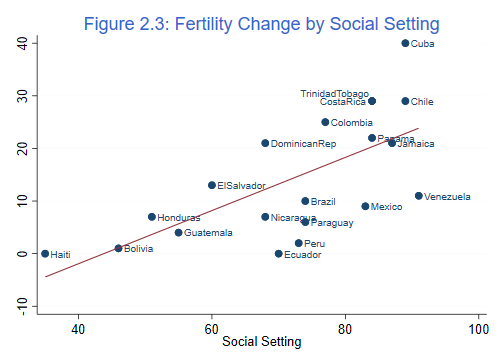 Figure 2.3: Fertility Change by Social Setting
40
Cuba
TrinidadTobago
CostaRica
Chile
30
Colombia
Panama
DominicanRep
Jamaica
20
ElSalvador
Venezuela
Brazil
10
Mexico
Honduras
Nicaragua
Paraguay
Guatemala
Peru
Bolivia
Haiti
Ecuador
0
-10
40 60 80 100
Social Setting